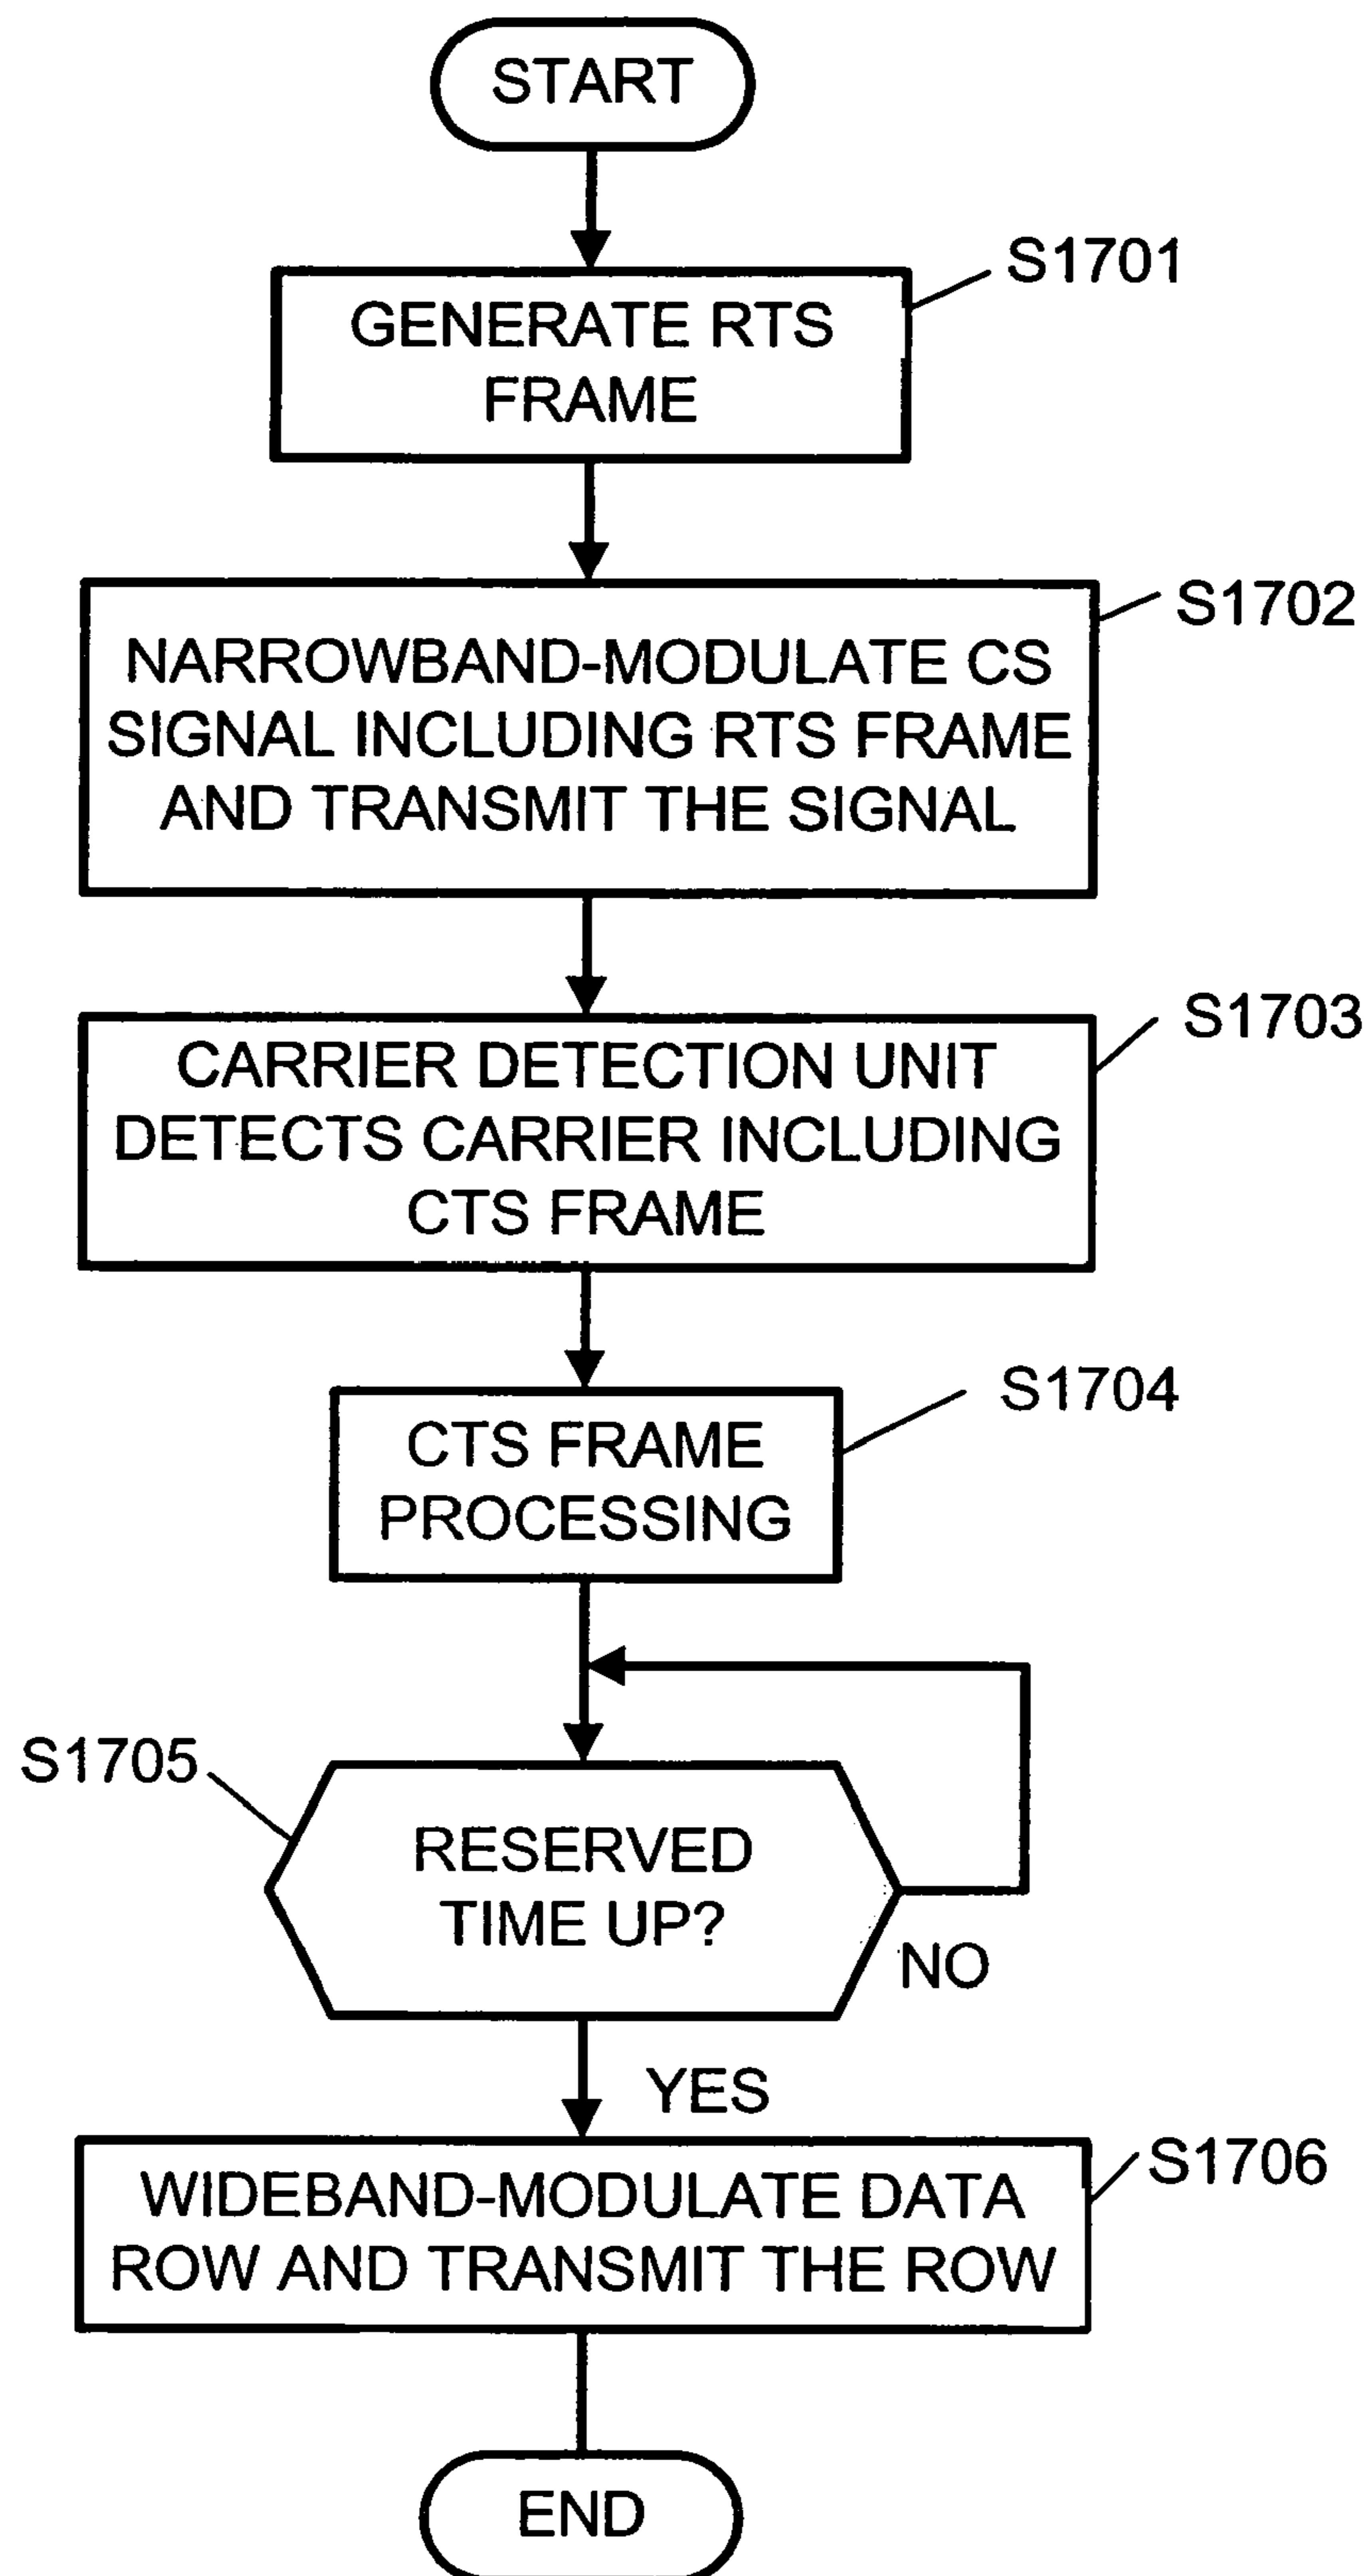 START
S1701
GENERATE RTS
FRAME
S1702
NARROWBAND-MODULATE CS
SIGNAL INCLUDING RTS FRAME
AND TRANSMIT THE SIGNAL
S1703
CARRIER DETECTION UNIT
DETECTS CARRIER INCLUDING
CTS FRAME
S1704
CTS FRAME
PROCESSING
S1705
RESERVED
TIME UP?
NO
YES
S1706
WIDEBAND-MODULATE DATA
ROW AND TRANSMIT THE ROW
END